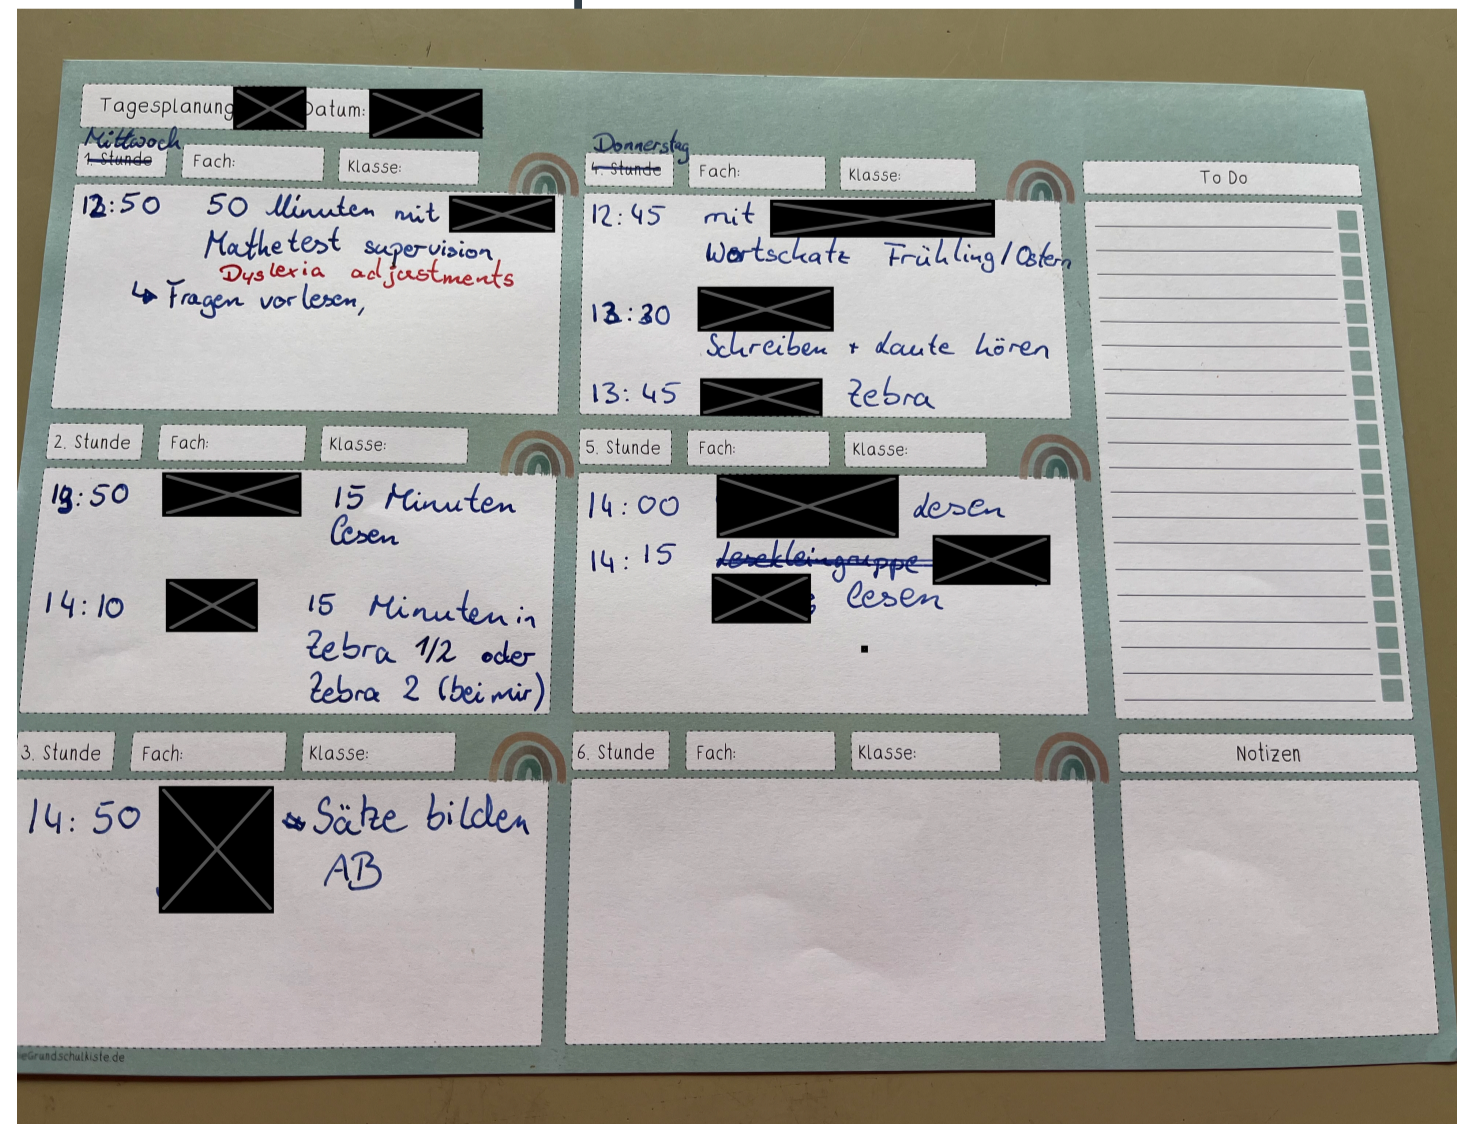 Tagesplanung Datum:
Mittwoch
1. Stunde Fach: Klasse:
12:50 50 Minuten mit
Mathetest supervision
Dyslexia adjustments
↳ Fragen vorlesen,
2. Stunde Fach: Klasse:
13:50 15 Minuten
lesen
14:10 15 Minuten in
Zebra 1/2 oder
Zebra 2 (bei mir)
3. Stunde Fach: Klasse:
14:50 Sätze bilden
AB
Donnerstag
4. Stunde Fach: Klasse:
12:45 mit
Wortschatz Frühling/Ostern
13:30
Schreiben + Laute hören
13:45 Zebra
5. Stunde Fach: Klasse:
14:00 Lesen
14:15 Lesekleingruppe
lesen
6. Stunde Fach: Klasse:
To Do
Notizen
eGrundschulkiste.de